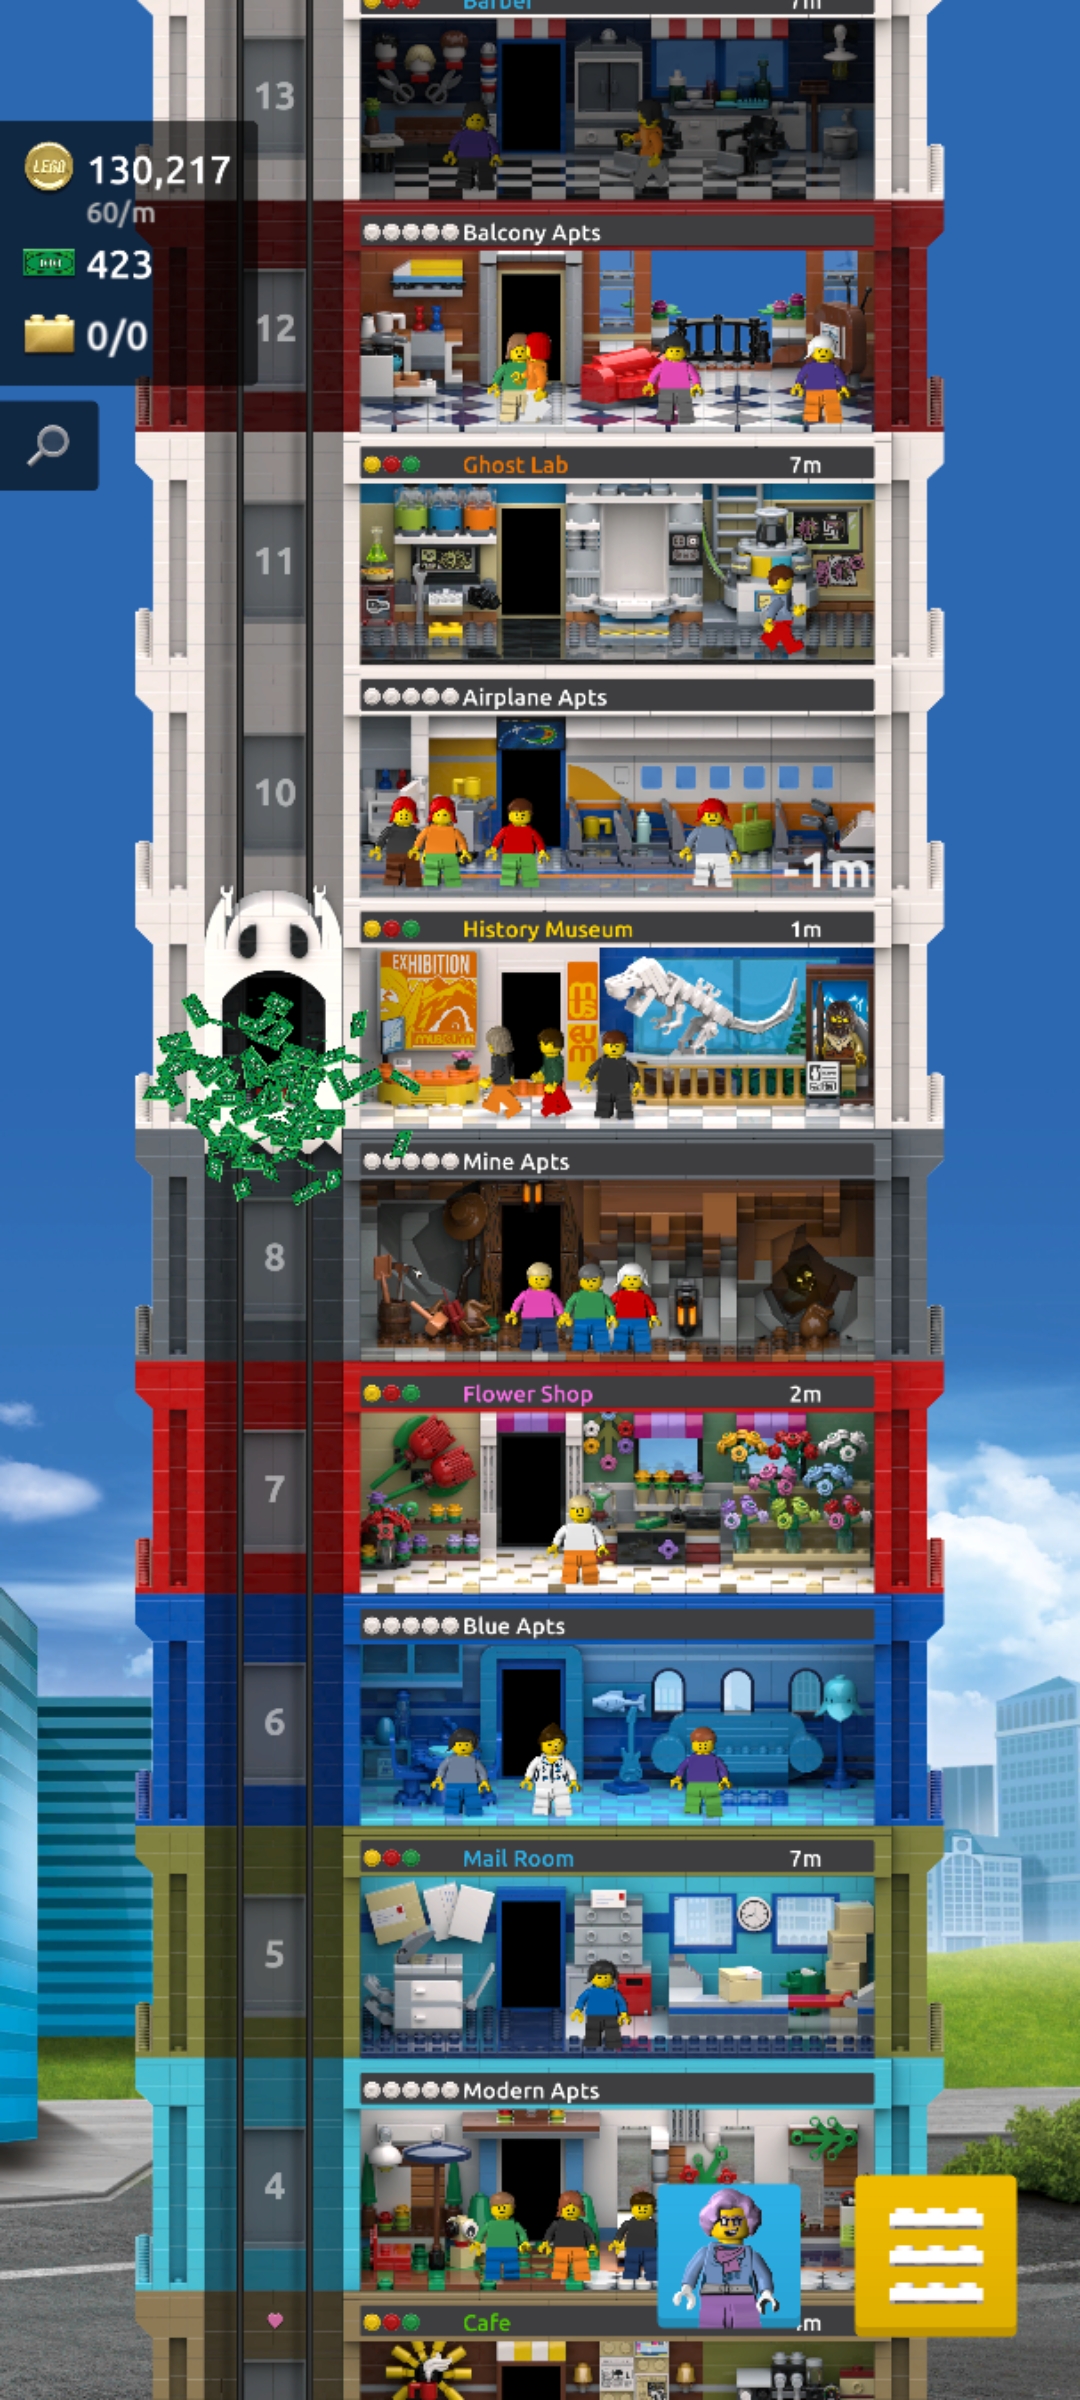 Barber 7m
13
LEGO 130,217
60/m
423
0/0
Balcony Apts
12
Ghost Lab 7m
11
Airplane Apts
10
-1m
History Museum 1m
EXHIBITION
museum
museum
Mine Apts
8
Flower Shop 2m
7
Blue Apts
6
Mail Room 7m
5
Modern Apts
4
Cafe m